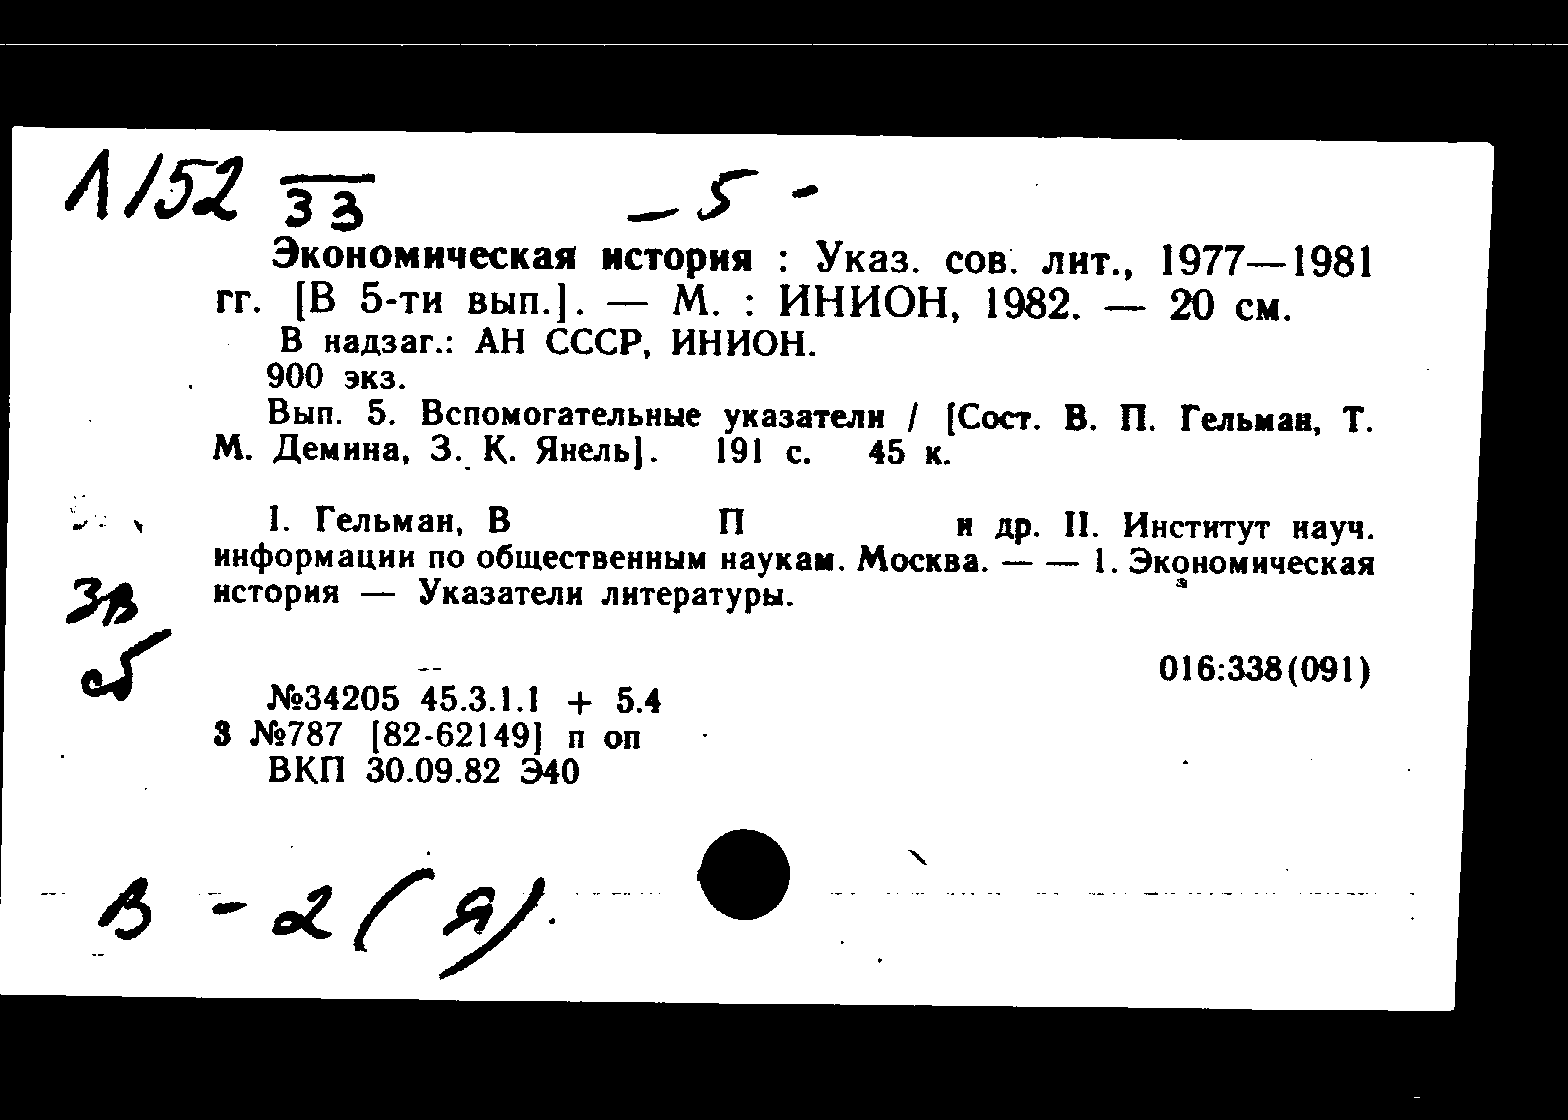 Л/152 33 – 5 -
Экономическая история : Указ. сов. лит., 1977—1981
гг. [В 5-ти вып.]. — М. : ИНИОН, 1982. — 20 см.
В надзаг.: АН СССР, ИНИОН.
900 экз.
Вып. 5. Вспомогательные указатели / [Сост. В. П. Гельман, Т.
М. Демина, З. К. Янель]. 191 с. 45 к.
I. Гельман, В П и др. II. Институт науч.
информации по общественным наукам. Москва. — — 1. Экономическая
история — Указатели литературы.
3в
сб
016:338(091)
№34205 45.3.1.1 + 5.4
3 №787 [82-62149] п оп
ВКП 30.09.82 Э40
В - 2 ( Я ).